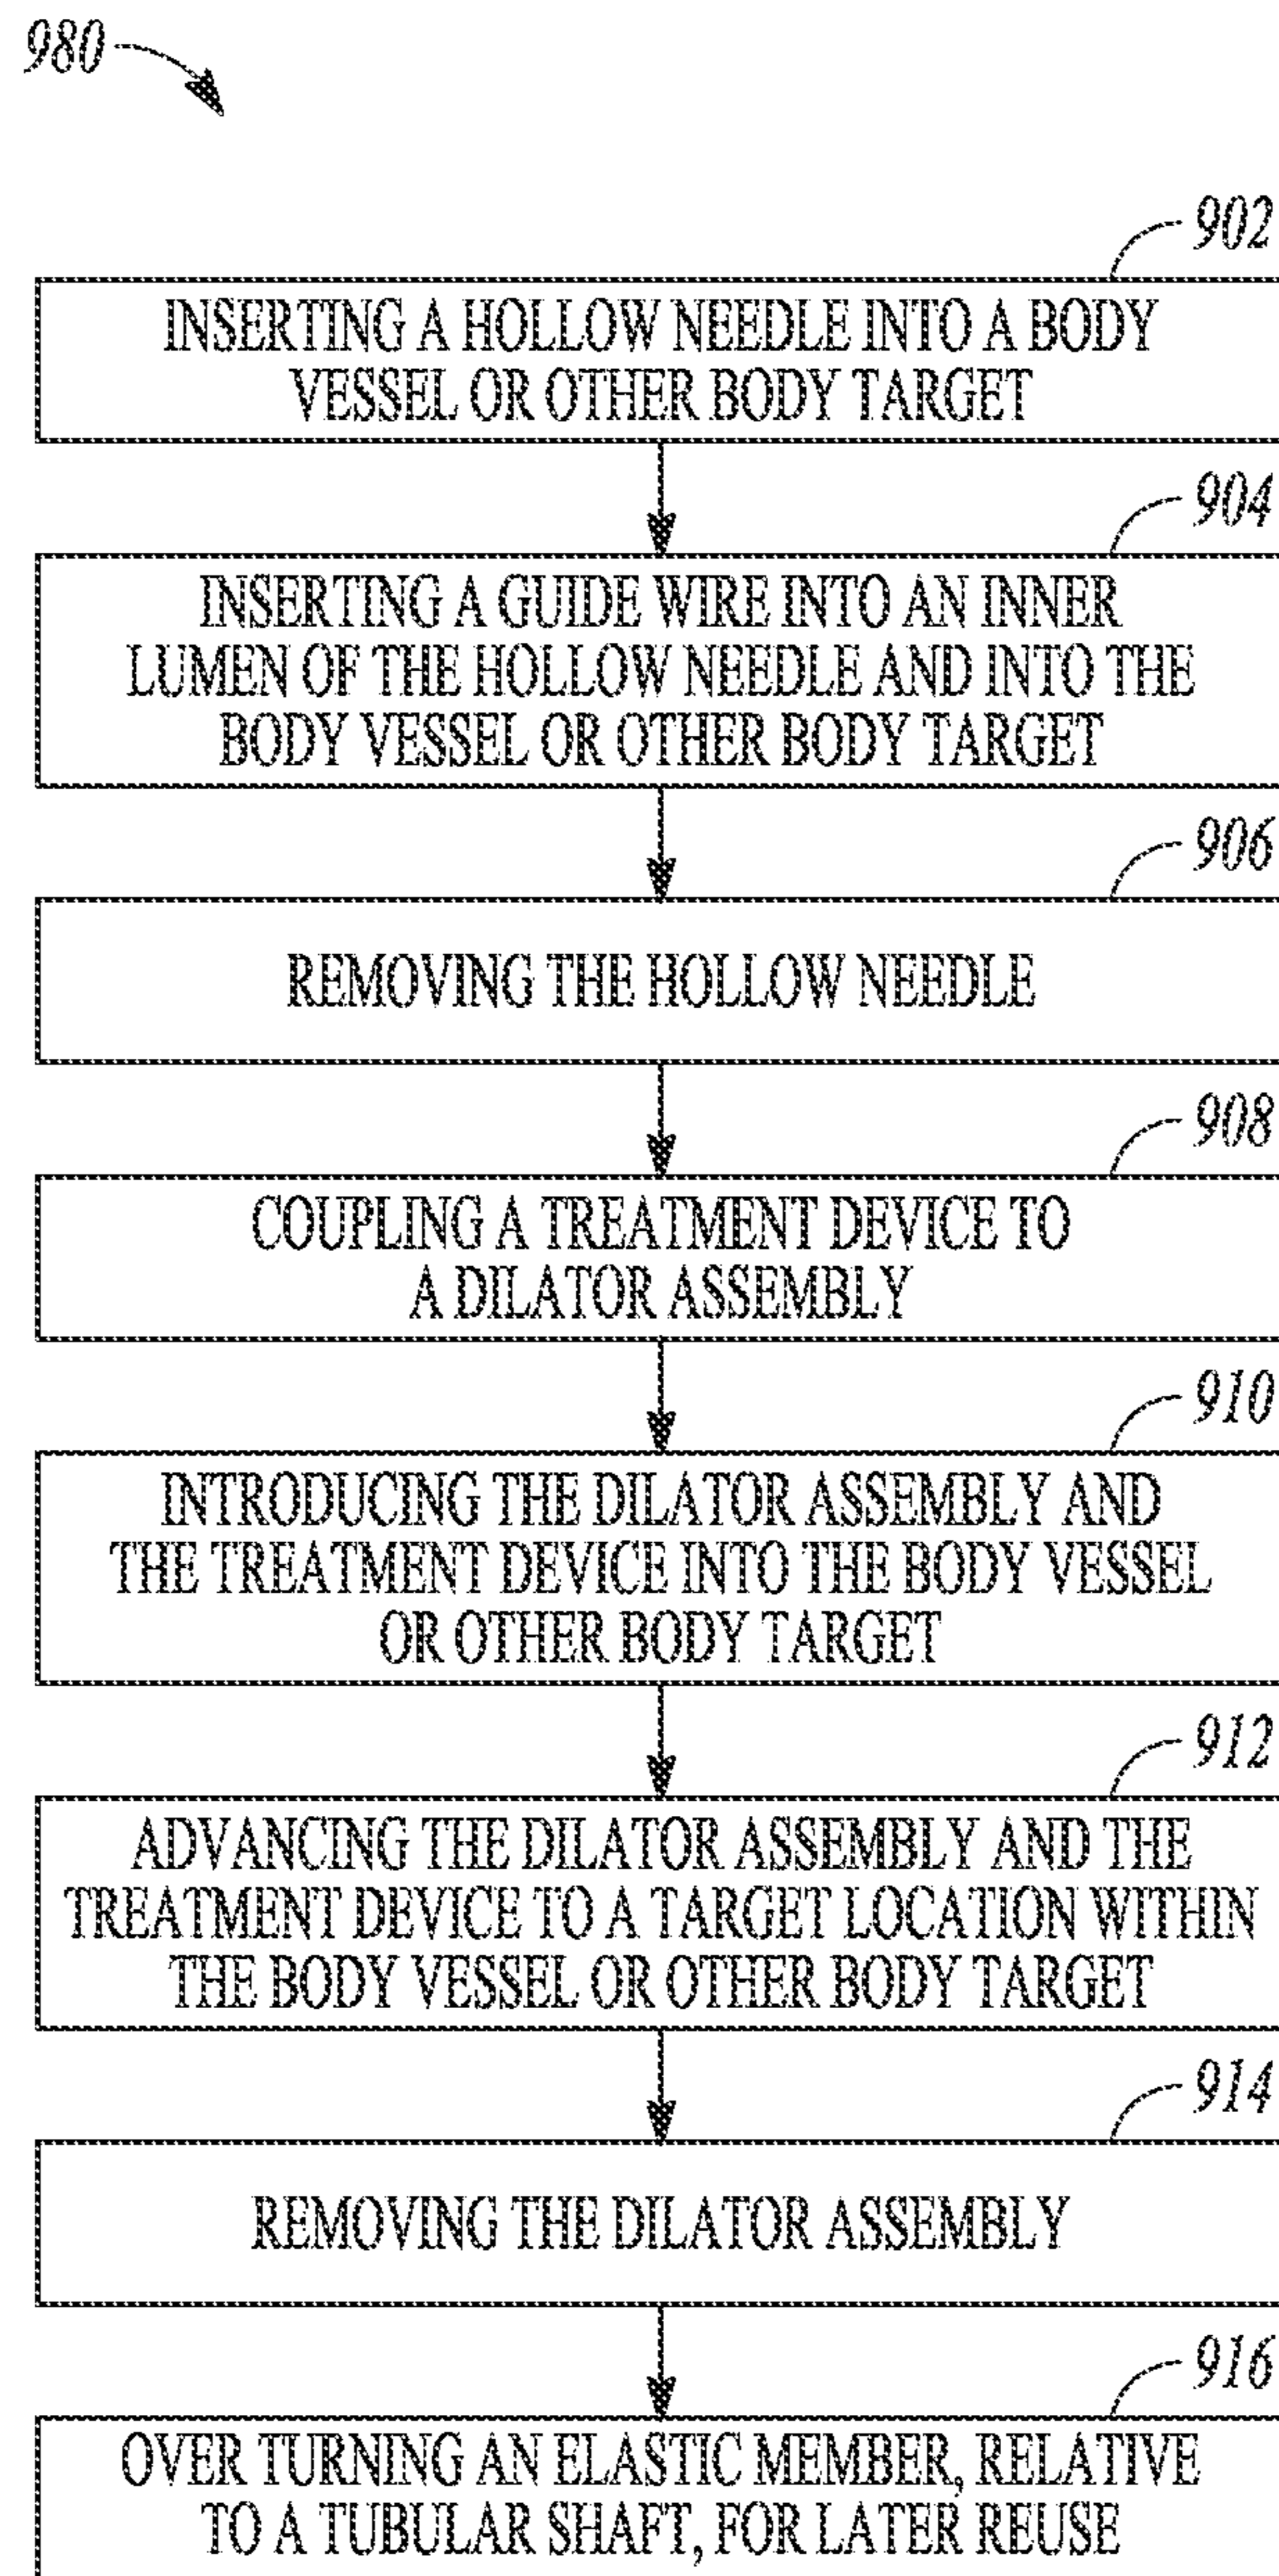 980
902
INSERTING A HOLLOW NEEDLE INTO A BODY
VESSEL OR OTHER BODY TARGET
904
INSERTING A GUIDE WIRE INTO AN INNER
LUMEN OF THE HOLLOW NEEDLE AND INTO THE
BODY VESSEL OR OTHER BODY TARGET
906
REMOVING THE HOLLOW NEEDLE
908
COUPLING A TREATMENT DEVICE TO
A DILATOR ASSEMBLY
910
INTRODUCING THE DILATOR ASSEMBLY AND
THE TREATMENT DEVICE INTO THE BODY VESSEL
OR OTHER BODY TARGET
912
ADVANCING THE DILATOR ASSEMBLY AND THE
TREATMENT DEVICE TO A TARGET LOCATION WITHIN
THE BODY VESSEL OR OTHER BODY TARGET
914
REMOVING THE DILATOR ASSEMBLY
916
OVER TURNING AN ELASTIC MEMBER, RELATIVE
TO A TUBULAR SHAFT, FOR LATER REUSE